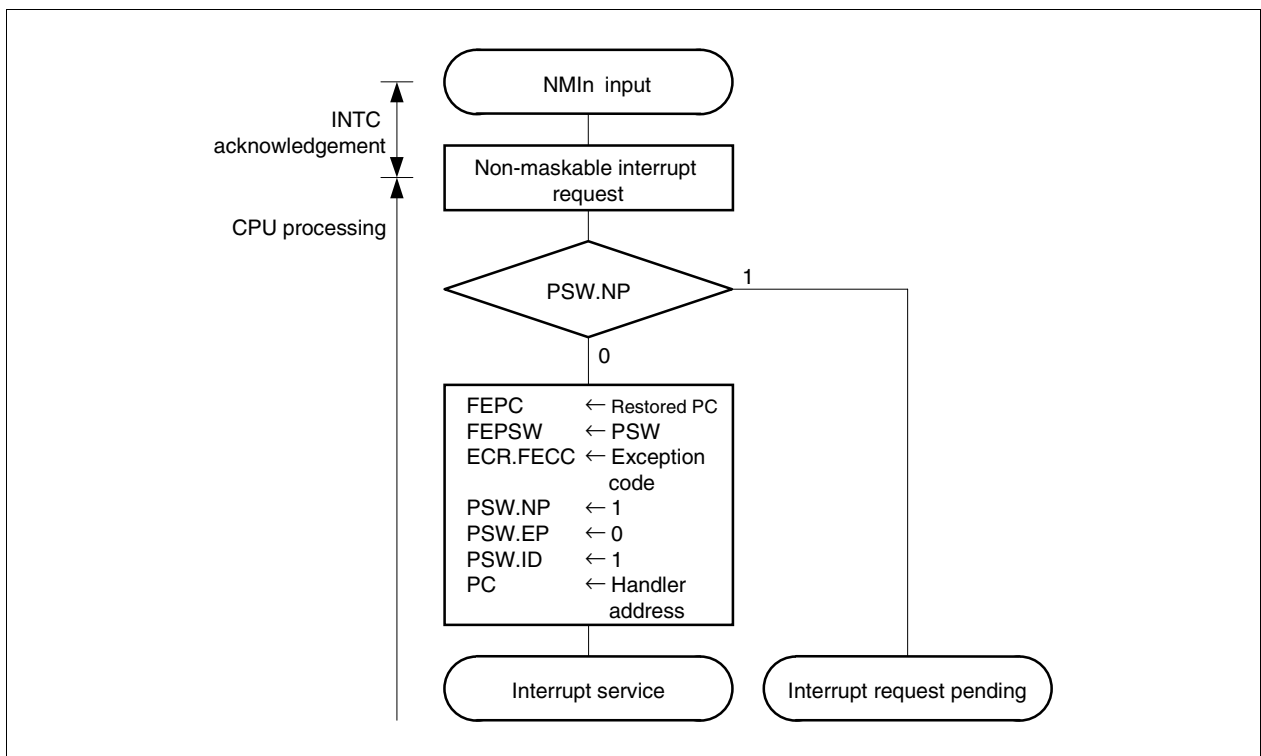 NMIn input
INTC
acknowledgement
Non-maskable interrupt
request
CPU processing
PSW.NP
1
0
FEPC ← Restored PC
FEPSW ← PSW
ECR.FECC ← Exception
code
PSW.NP ← 1
PSW.EP ← 0
PSW.ID ← 1
PC ← Handler
address
Interrupt service
Interrupt request pending